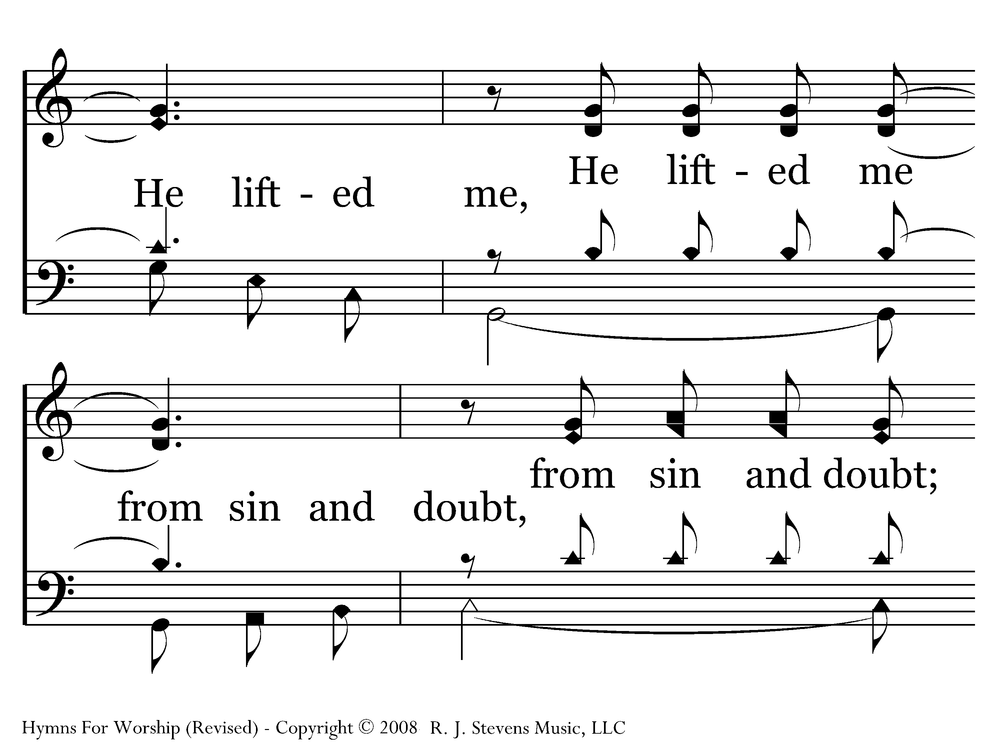 He lift - ed me
He lift - ed me,
from sin and doubt;
from sin and doubt,
Hymns For Worship (Revised) - Copyright © 2008 R. J. Stevens Music, LLC